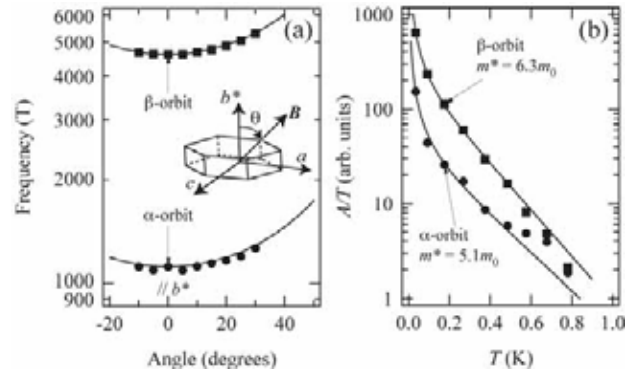 6000
5000
4000
3000
2000
1000
900
Frequency (T)
(a)
β-orbit
b*
θ
B
a
c
α-orbit
// b*
-20
0
20
40
Angle (degrees)
1000
100
10
1
A/T (arb. units)
(b)
β-orbit
m* = 6.3m₀
α-orbit
m* = 5.1m₀
0.0
0.2
0.4
0.6
0.8
1.0
T (K)